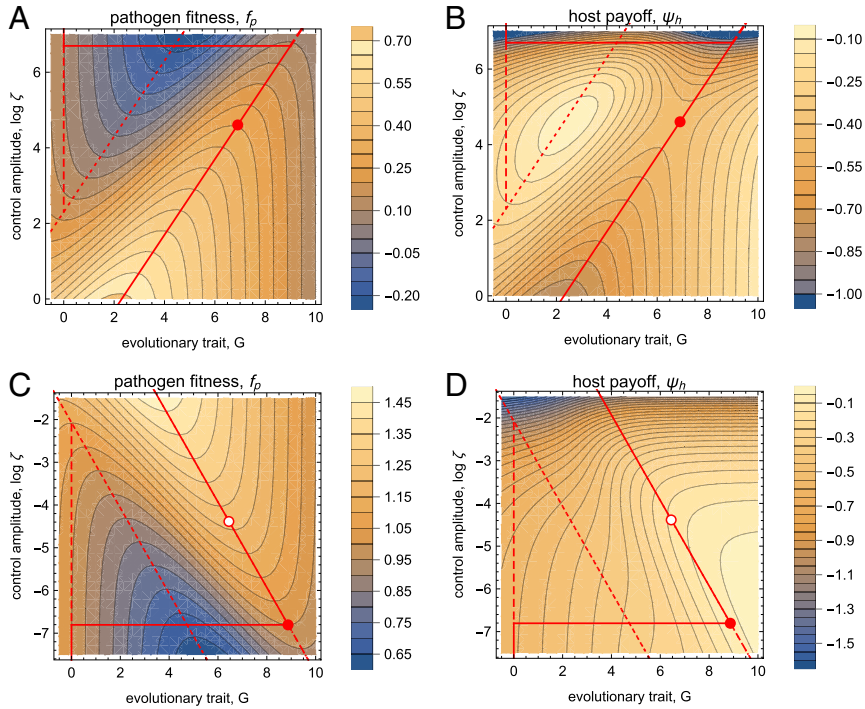 A
pathogen fitness, fp
control amplitude, log ζ
6
4
2
0
0 2 4 6 8 10
evolutionary trait, G
0.70
0.55
0.40
0.25
0.10
−0.05
−0.20
B
host payoff, ψh
control amplitude, log ζ
6
4
2
0
0 2 4 6 8 10
evolutionary trait, G
−0.10
−0.25
−0.40
−0.55
−0.70
−0.85
−1.00
C
pathogen fitness, fp
control amplitude, log ζ
−2
−3
−4
−5
−6
−7
0 2 4 6 8 10
evolutionary trait, G
1.45
1.35
1.25
1.15
1.05
0.95
0.85
0.75
0.65
D
host payoff, ψh
control amplitude, log ζ
−2
−3
−4
−5
−6
−7
0 2 4 6 8 10
evolutionary trait, G
−0.1
−0.3
−0.5
−0.7
−0.9
−1.1
−1.3
−1.5